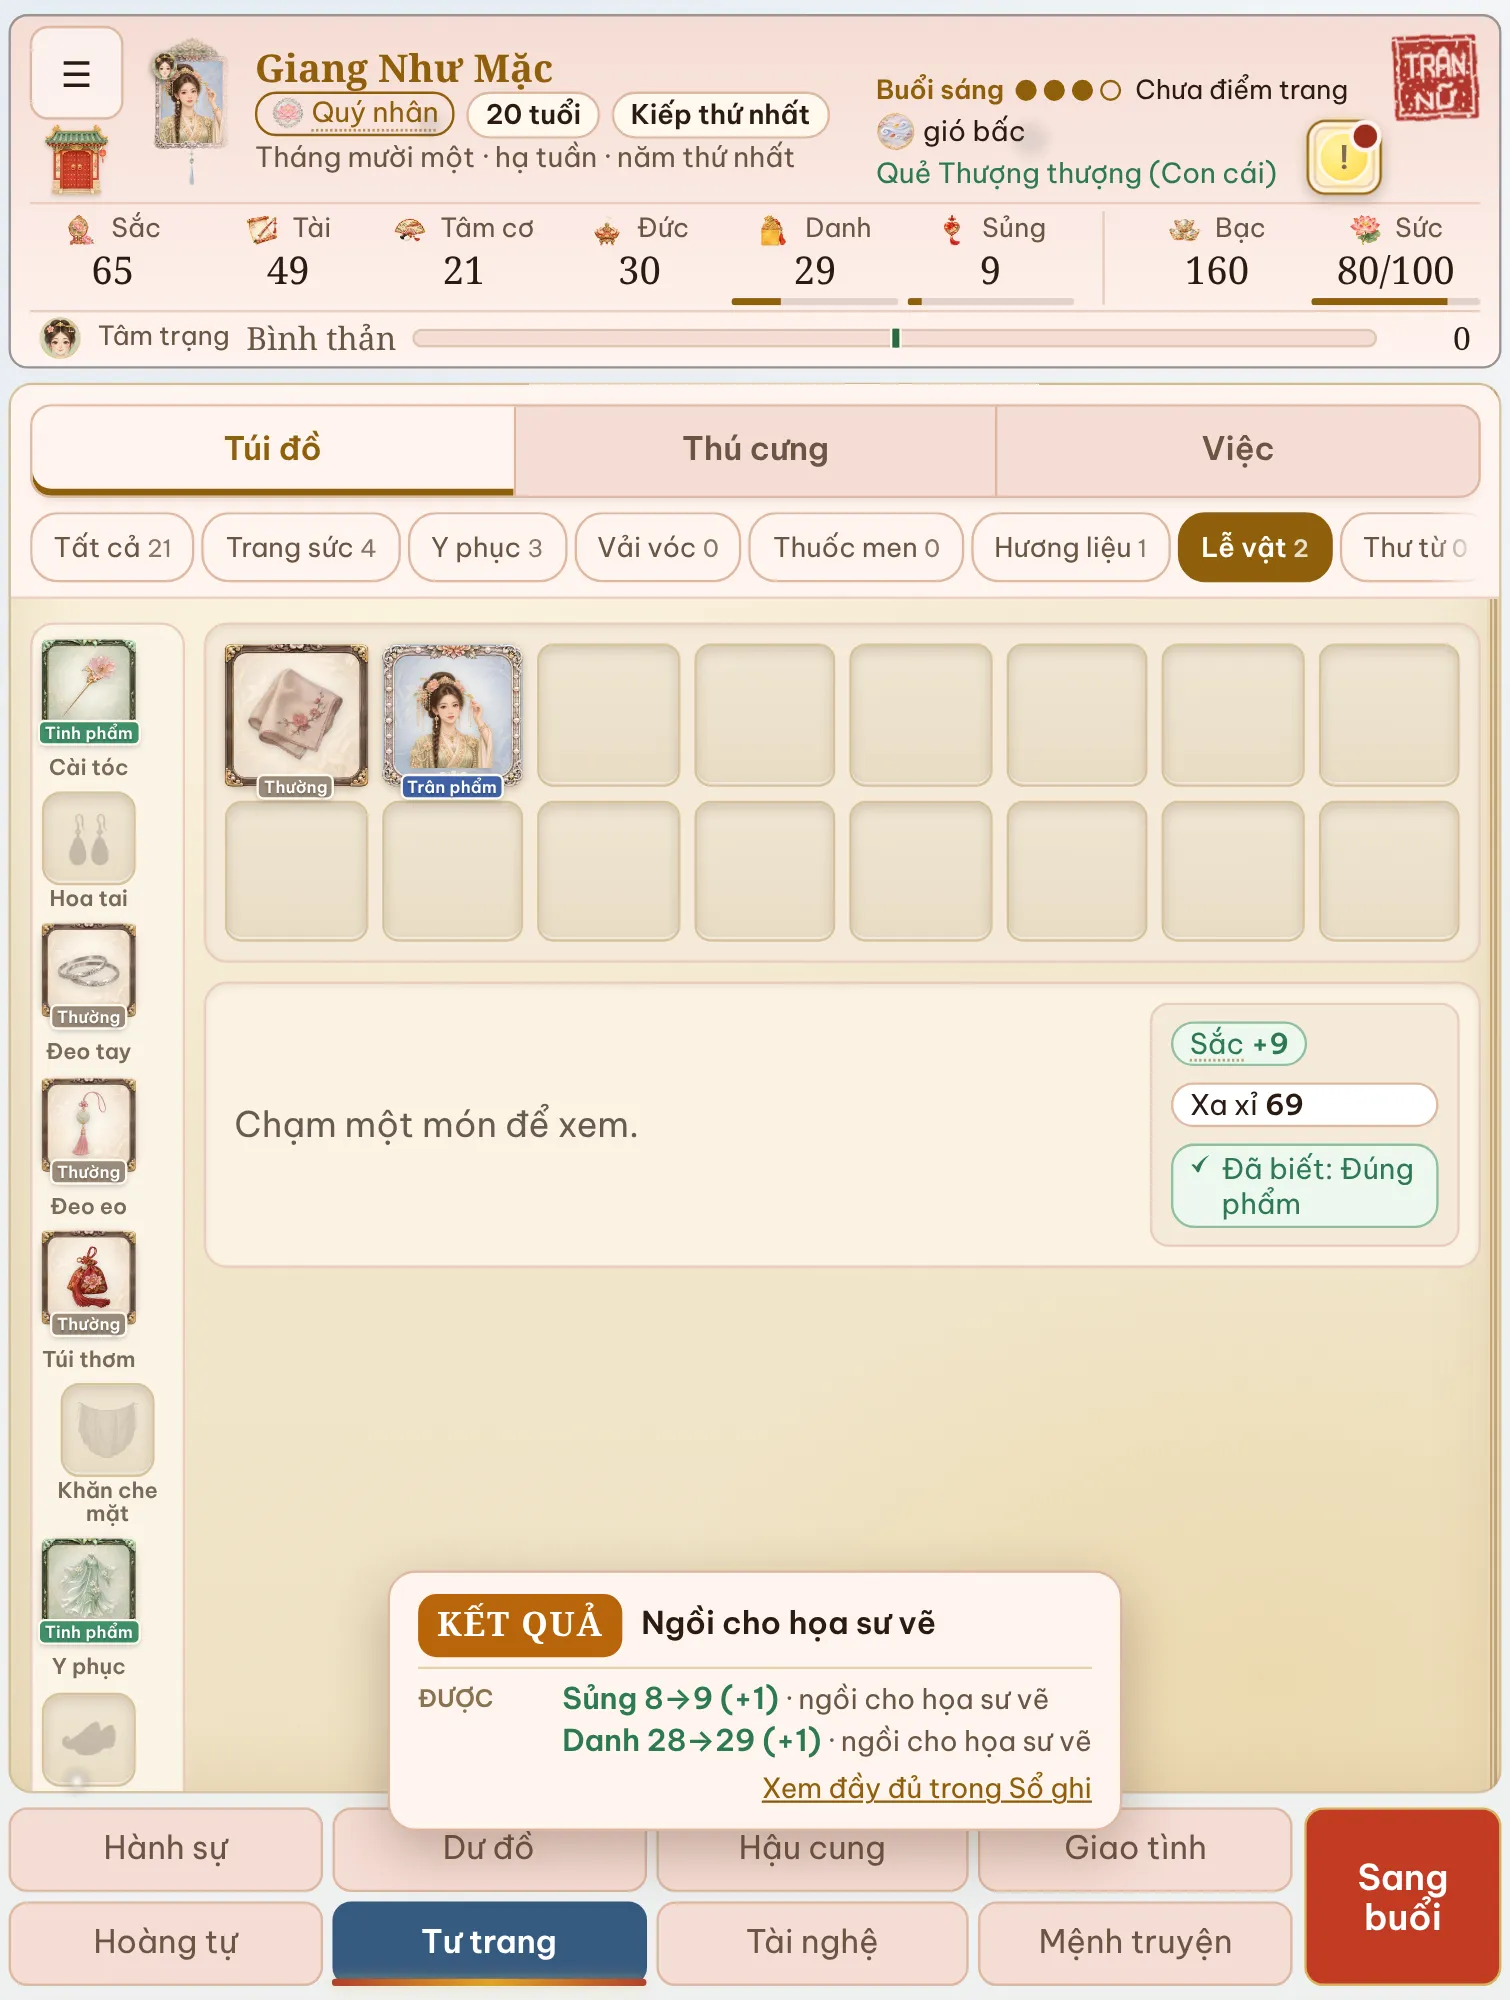 ☰
Giang Như Mặc
Quý nhân
20 tuổi
Kiếp thứ nhất
Tháng mười một · hạ tuần · năm thứ nhất
Buổi sáng
Chưa điểm trang
gió bấc
Quẻ Thượng thượng (Con cái)
!
TRÂN
NỮ
Sắc
65
Tài
49
Tâm cơ
21
Đức
30
Danh
29
Sủng
9
Bạc
160
Sức
80/100
Tâm trạng Bình thản
0
Túi đồ
Thú cưng
Việc
Tất cả 21
Trang sức 4
Y phục 3
Vải vóc 0
Thuốc men 0
Hương liệu 1
Lễ vật 2
Thư từ 0
Tinh phẩm
Cài tóc
Hoa tai
Thường
Đeo tay
Thường
Đeo eo
Thường
Túi thơm
Khăn che
mặt
Tinh phẩm
Y phục
Thường
Trân phẩm
Chạm một món để xem.
Sắc +9
Xa xỉ 69
✓ Đã biết: Đúng
phẩm
KẾT QUẢ Ngồi cho họa sư vẽ
ĐƯỢC Sủng 8→9 (+1) · ngồi cho họa sư vẽ
Danh 28→29 (+1) · ngồi cho họa sư vẽ
Xem đầy đủ trong Sổ ghi
Hành sự
Dư đồ
Hậu cung
Giao tình
Hoàng tự
Tư trang
Tài nghệ
Mệnh truyện
Sang
buổi